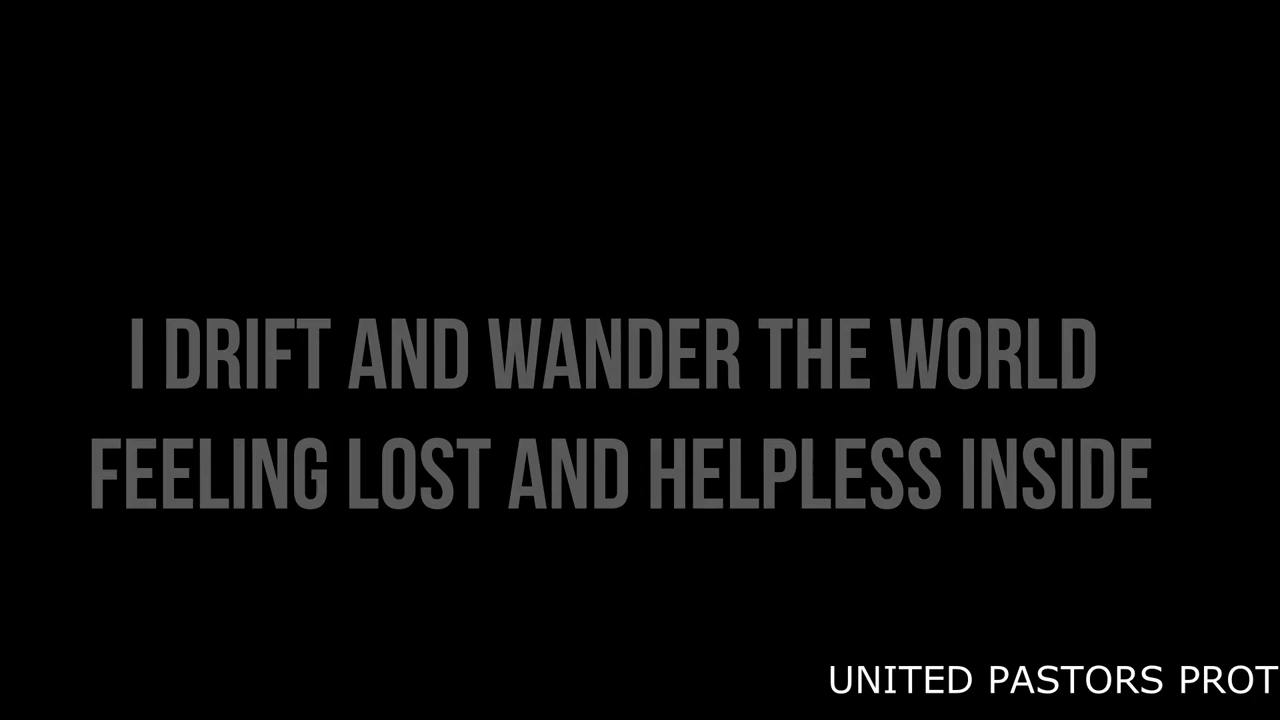 I DRIFT AND WANDER THE WORLD
FEELING LOST AND HELPLESS INSIDE
UNITED PASTORS PROT